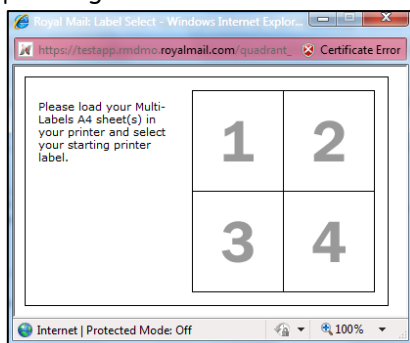 Royal Mail: Label Select - Windows Internet Explor...
https://testapp.rmdmo.royalmail.com/quadrant_ Certificate Error
Please load your Multi-
Labels A4 sheet(s) in
your printer and select
your starting printer
label.
1 2
3 4
Internet | Protected Mode: Off 100%